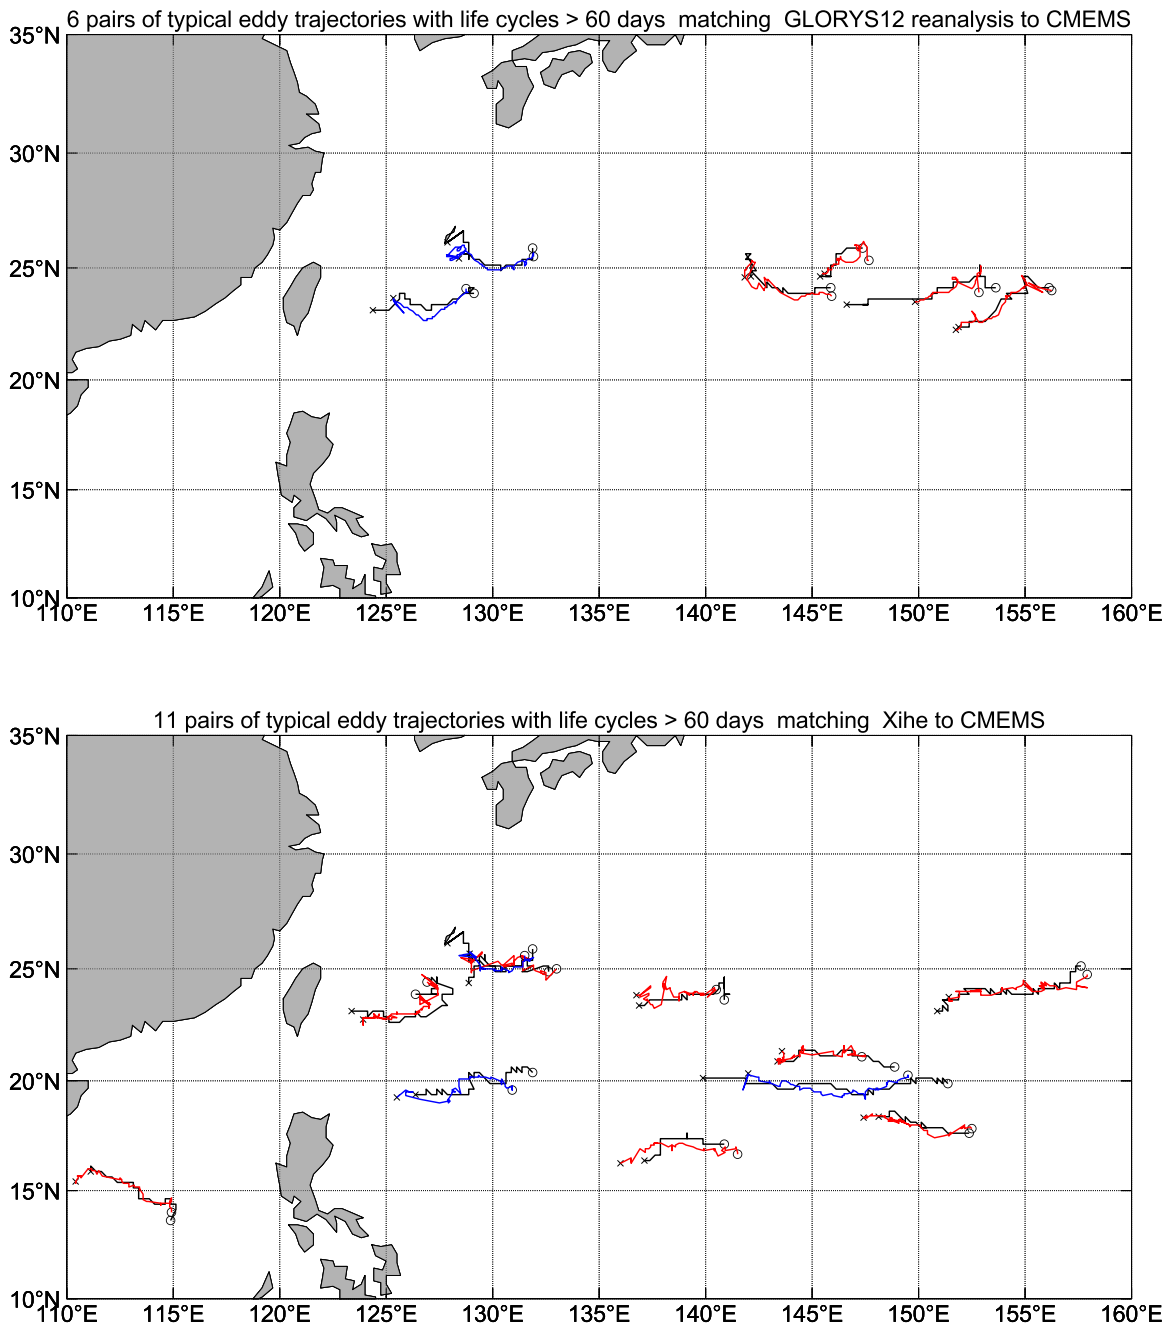 6 pairs of typical eddy trajectories with life cycles > 60 days  matching  GLORYS12 reanalysis to CMEMS
35°N
30°N
25°N
20°N
15°N
10°N
110°E 115°E 120°E 125°E 130°E 135°E 140°E 145°E 150°E 155°E 160°E
11 pairs of typical eddy trajectories with life cycles > 60 days  matching  Xihe to CMEMS
35°N
30°N
25°N
20°N
15°N
10°N
110°E 115°E 120°E 125°E 130°E 135°E 140°E 145°E 150°E 155°E 160°E